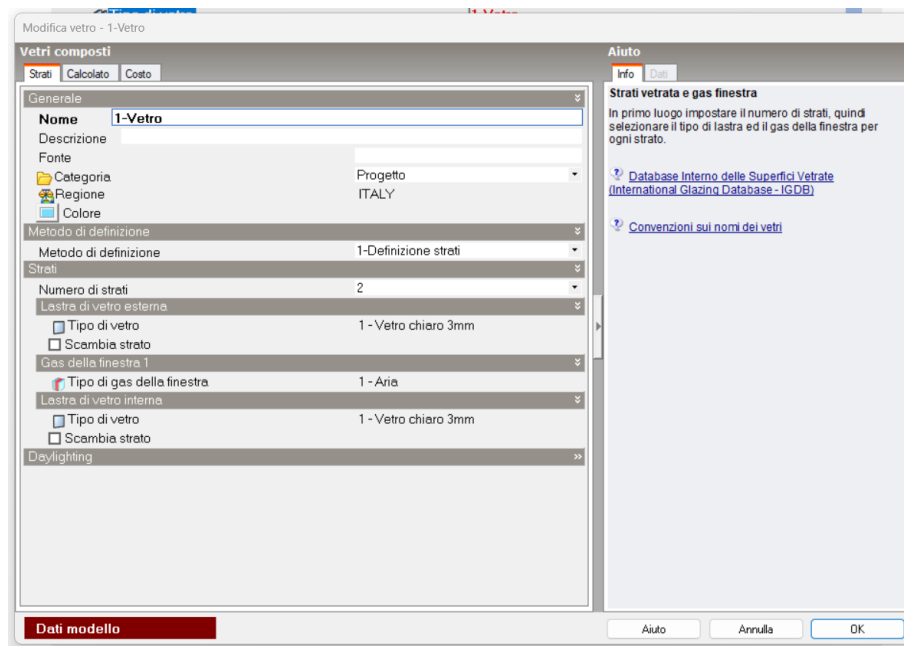 Tipo di vetro 1-Vetro
Modifica vetro - 1-Vetro
Vetri composti
Strati Calcolato Costo
Generale
Nome 1-Vetro
Descrizione
Fonte
Categoria Progetto
Regione ITALY
Colore
Metodo di definizione
Metodo di definizione 1-Definizione strati
Strati
Numero di strati 2
Lastra di vetro esterna
Tipo di vetro 1 - Vetro chiaro 3mm
Scambia strato
Gas della finestra 1
Tipo di gas della finestra 1 - Aria
Lastra di vetro interna
Tipo di vetro 1 - Vetro chiaro 3mm
Scambia strato
Daylighting
Aiuto
Info Dati
Strati vetrata e gas finestra
In primo luogo impostare il numero di strati, quindi
selezionare il tipo di lastra ed il gas della finestra per
ogni strato.
Database Interno delle Superfici Vetrate
(International Glazing Database - IGDB)
Convenzioni sui nomi dei vetri
Dati modello
Aiuto Annulla OK